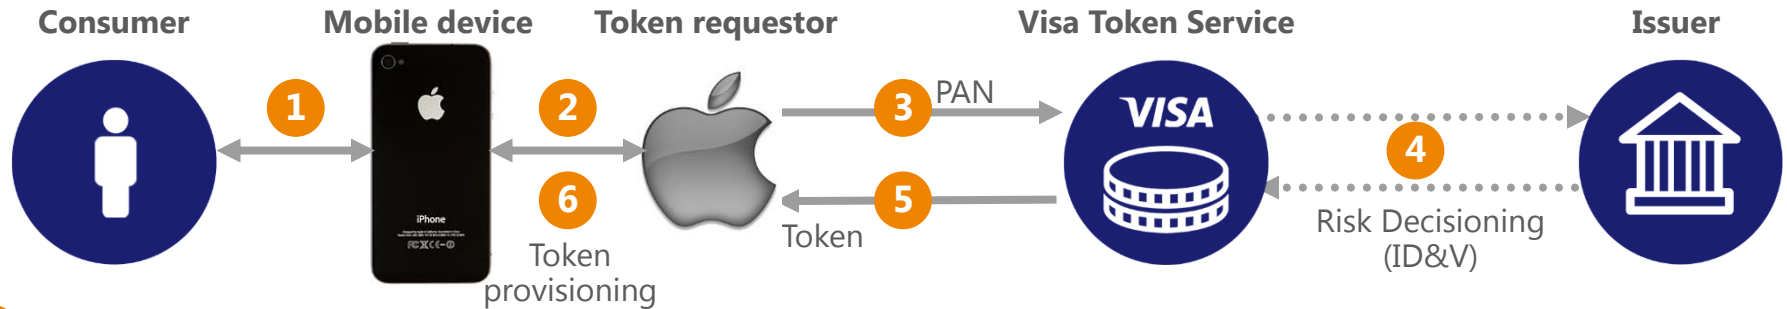 Consumer
Mobile device
Token requestor
Visa Token Service
Issuer
1
2
3
PAN
VISA
4
iPhone
6
5
Token
Risk Decisioning
(ID&V)
Token
provisioning